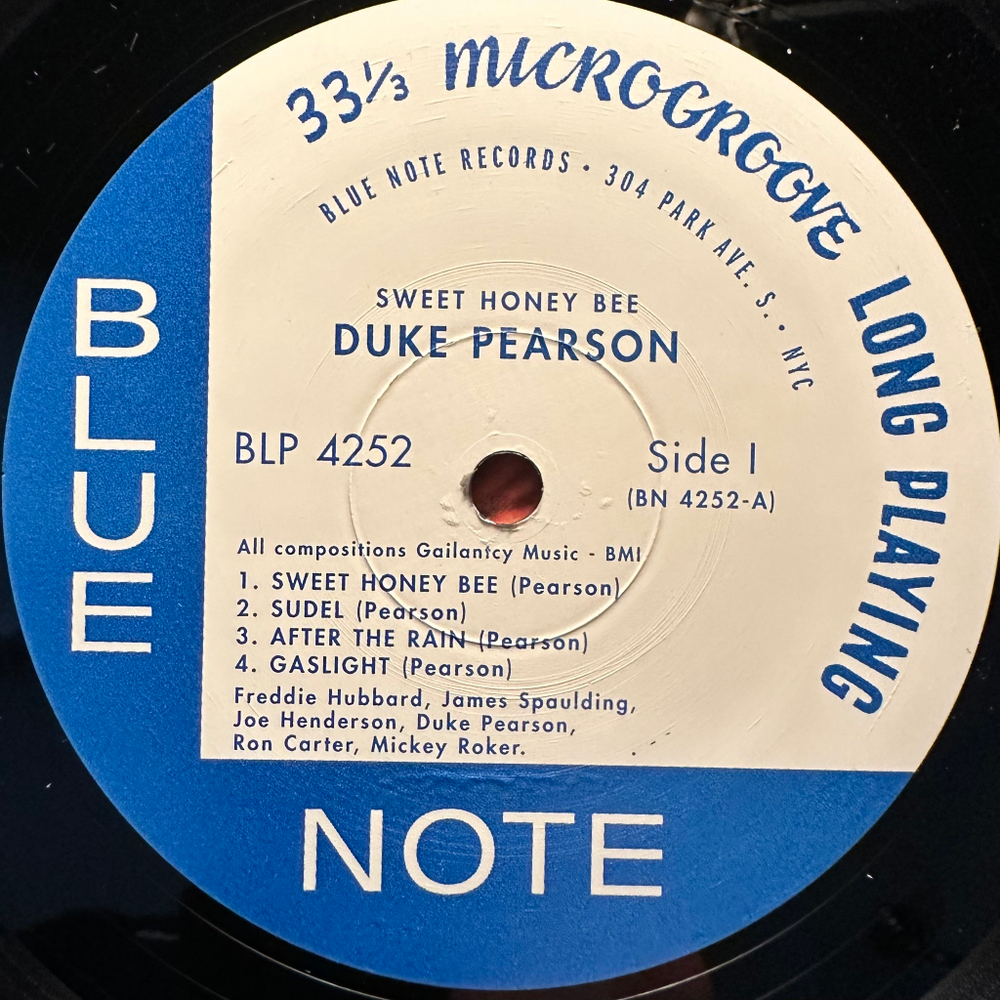 33⅓ MICROGROOVE LONG PLAYING
BLUE NOTE RECORDS • 304 PARK AVE. S. • NYC
SWEET HONEY BEE
DUKE PEARSON
BLP 4252
Side I
(BN 4252-A)
All compositions Gailantcy Music - BMI
1. SWEET HONEY BEE (Pearson)
2. SUDEL (Pearson)
3. AFTER THE RAIN (Pearson)
4. GASLIGHT (Pearson)
Freddie Hubbard, James Spaulding,
Joe Henderson, Duke Pearson,
Ron Carter, Mickey Roker.
BLUE
NOTE